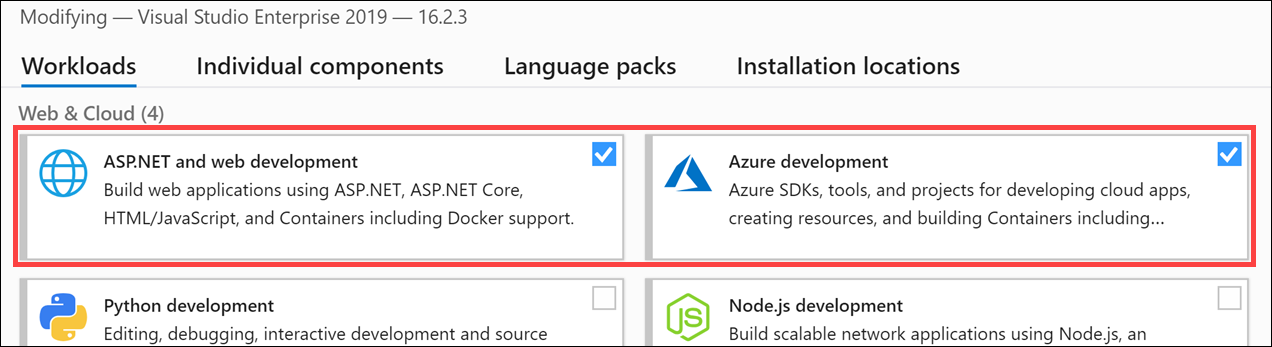 Modifying — Visual Studio Enterprise 2019 — 16.2.3
Workloads Individual components Language packs Installation locations
Web & Cloud (4)
ASP.NET and web development
Build web applications using ASP.NET, ASP.NET Core,
HTML/JavaScript, and Containers including Docker support.
Azure development
Azure SDKs, tools, and projects for developing cloud apps,
creating resources, and building Containers including...
Python development
Editing, debugging, interactive development and source
JS
Node.js development
Build scalable network applications using Node.js, an